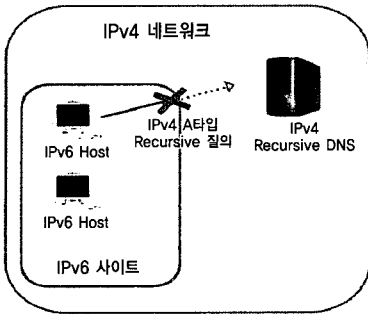 IPv4 네트워크
IPv6 Host
IPv4 A타입
Recursive 질의
IPv4
Recursive DNS
IPv6 Host
IPv6 사이트